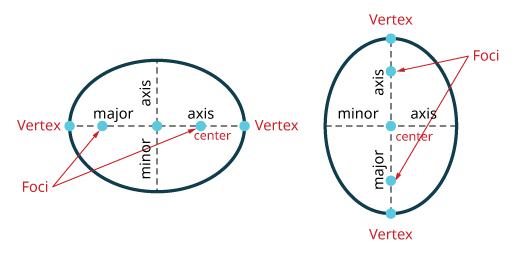 Vertex
Foci
axis
major
axis
Vertex
Vertex
center
minor
Foci
axis
minor
axis
center
major
Vertex